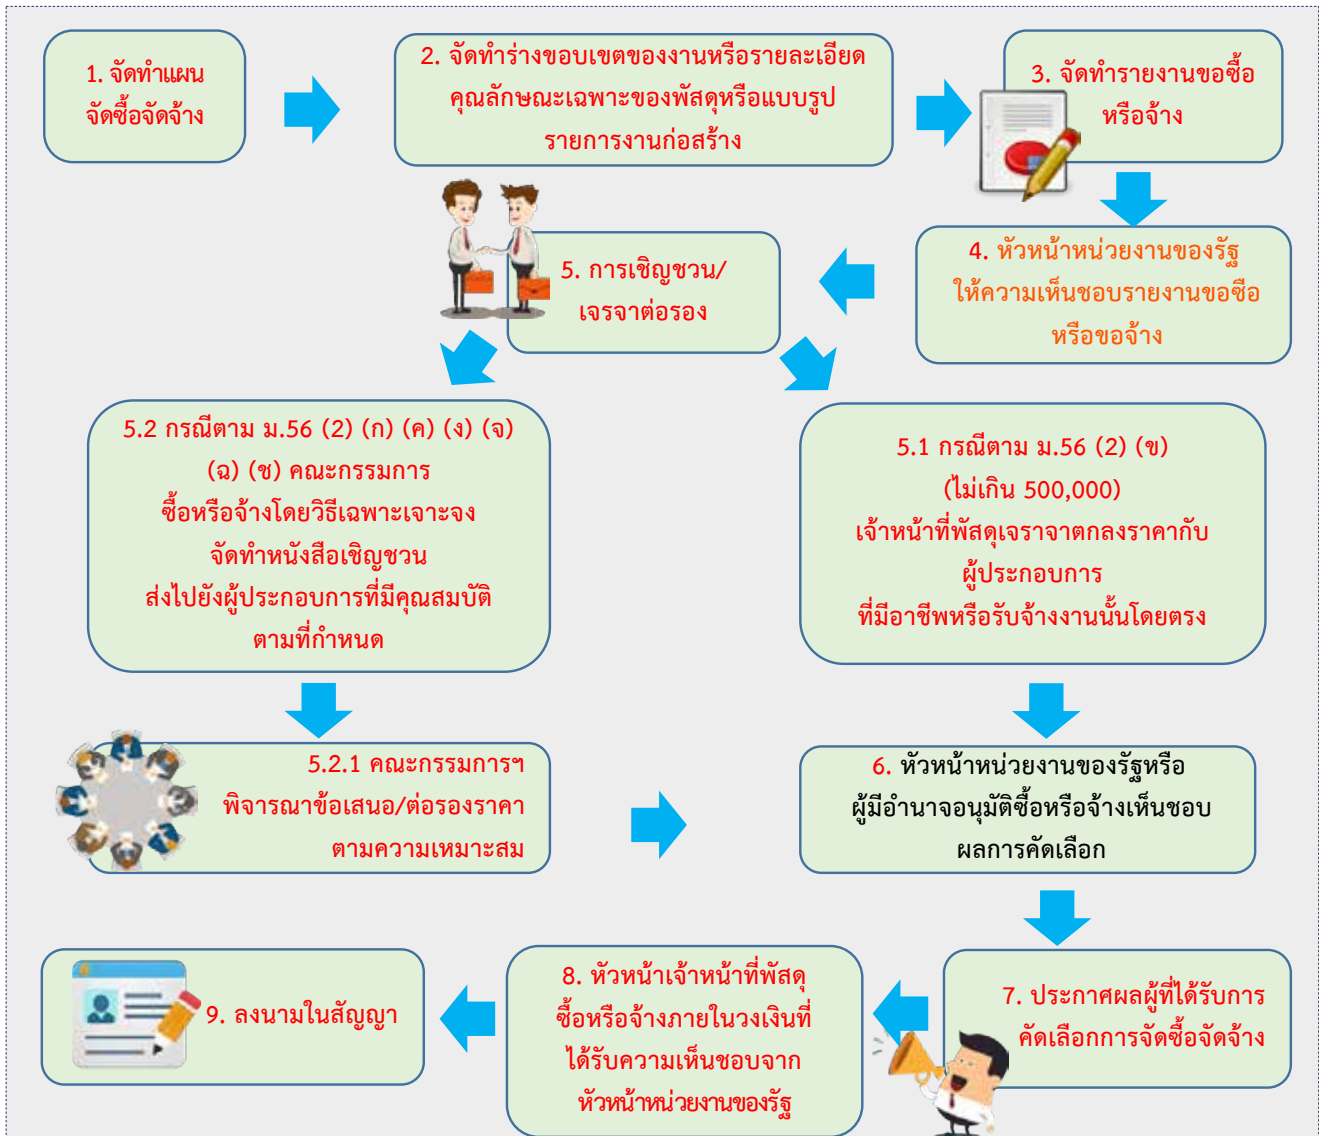 1. จัดทำแผน
จัดซื้อจัดจ้าง
2. จัดทำร่างขอบเขตของงานหรือรายละเอียด
คุณลักษณะเฉพาะของพัสดุหรือแบบรูป
รายการงานก่อสร้าง
3. จัดทำรายงานขอซื้อ
หรือจ้าง
4. หัวหน้าหน่วยงานของรัฐ
ให้ความเห็นชอบรายงานขอซือ
หรือขอจ้าง
5. การเชิญชวน/
เจรจาต่อรอง
5.1 กรณีตาม ม.56 (2) (ข)
(ไม่เกิน 500,000)
เจ้าหน้าที่พัสดุเจราจาตกลงราคากับ
ผู้ประกอบการ
ที่มีอาชีพหรือรับจ้างงานนั้นโดยตรง
5.2 กรณีตาม ม.56 (2) (ก) (ค) (ง) (จ)
(ฉ) (ช) คณะกรรมการ
ซื้อหรือจ้างโดยวิธีเฉพาะเจาะจง
จัดทำหนังสือเชิญชวน
ส่งไปยังผู้ประกอบการที่มีคุณสมบัติ
ตามที่กำหนด
5.2.1 คณะกรรมการฯ
พิจารณาข้อเสนอ/ต่อรองราคา
ตามความเหมาะสม
6. หัวหน้าหน่วยงานของรัฐหรือ
ผู้มีอำนาจอนุมัติซื้อหรือจ้างเห็นชอบ
ผลการคัดเลือก
7. ประกาศผลผู้ที่ได้รับการ
คัดเลือกการจัดซื้อจัดจ้าง
8. หัวหน้าเจ้าหน้าที่พัสดุ
ซื้อหรือจ้างภายในวงเงินที่
ได้รับความเห็นชอบจาก
หัวหน้าหน่วยงานของรัฐ
9. ลงนามในสัญญา